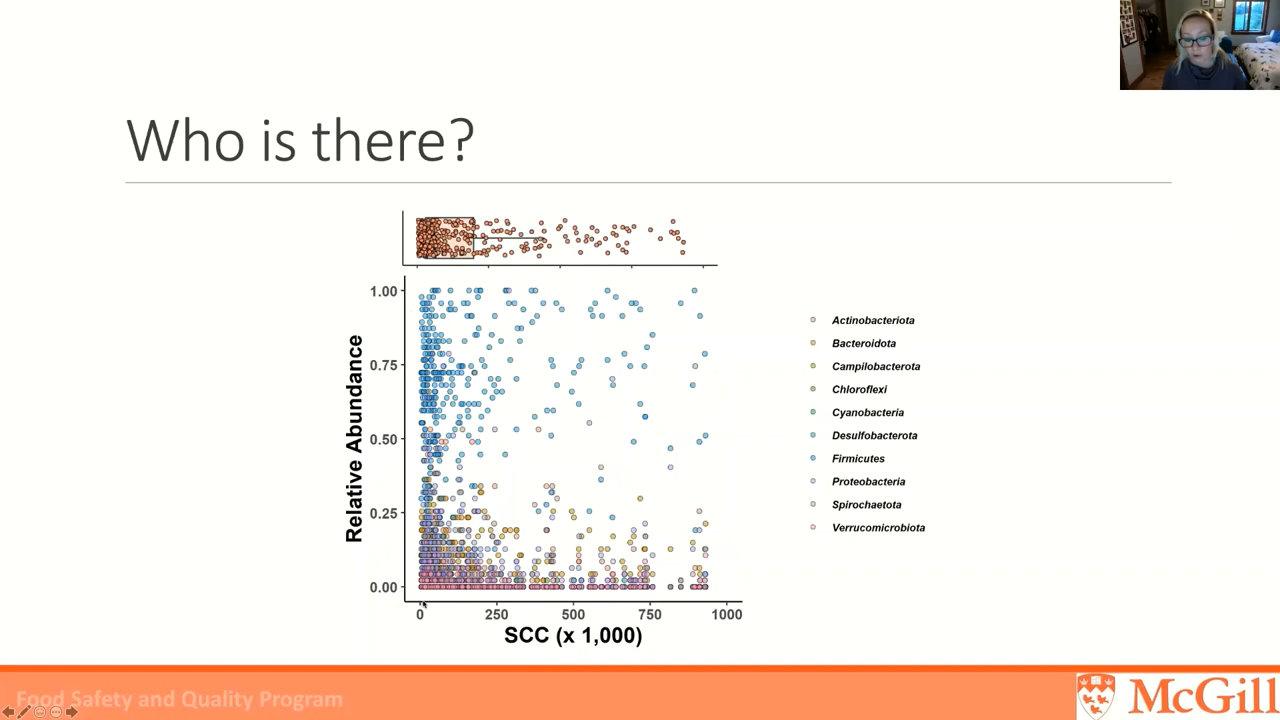 Who is there?
1.00
0.75
0.50
0.25
0.00
Relative Abundance
0
250
500
750
1000
SCC (x 1,000)
Actinobacteriota
Bacteroidota
Campilobacterota
Chloroflexi
Cyanobacteria
Desulfobacterota
Firmicutes
Proteobacteria
Spirochaetota
Verrucomicrobiota
Food Safety and Quality Program
McGill